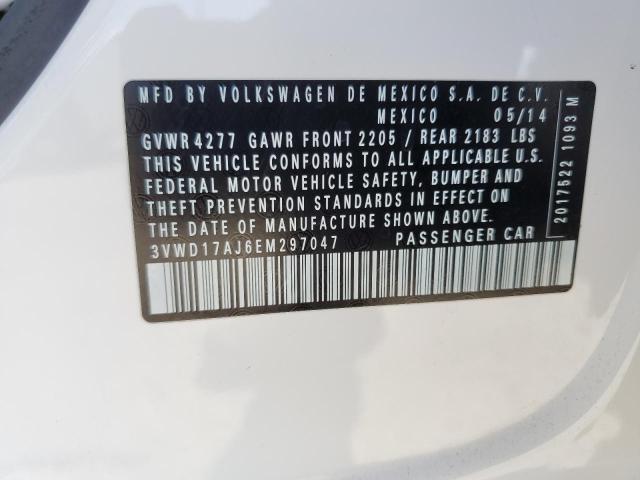 MFD BY VOLKSWAGEN DE MEXICO S.A. DE C.V.
MEXICO 05/14
GVWR 4277 GAWR FRONT 2205 / REAR 2183 LBS
THIS VEHICLE CONFORMS TO ALL APPLICABLE U.S.
FEDERAL MOTOR VEHICLE SAFETY, BUMPER AND
THEFT PREVENTION STANDARDS IN EFFECT ON
THE DATE OF MANUFACTURE SHOWN ABOVE.
3VWD17AJ6EM297047 PASSENGER CAR
2017522 1093 M